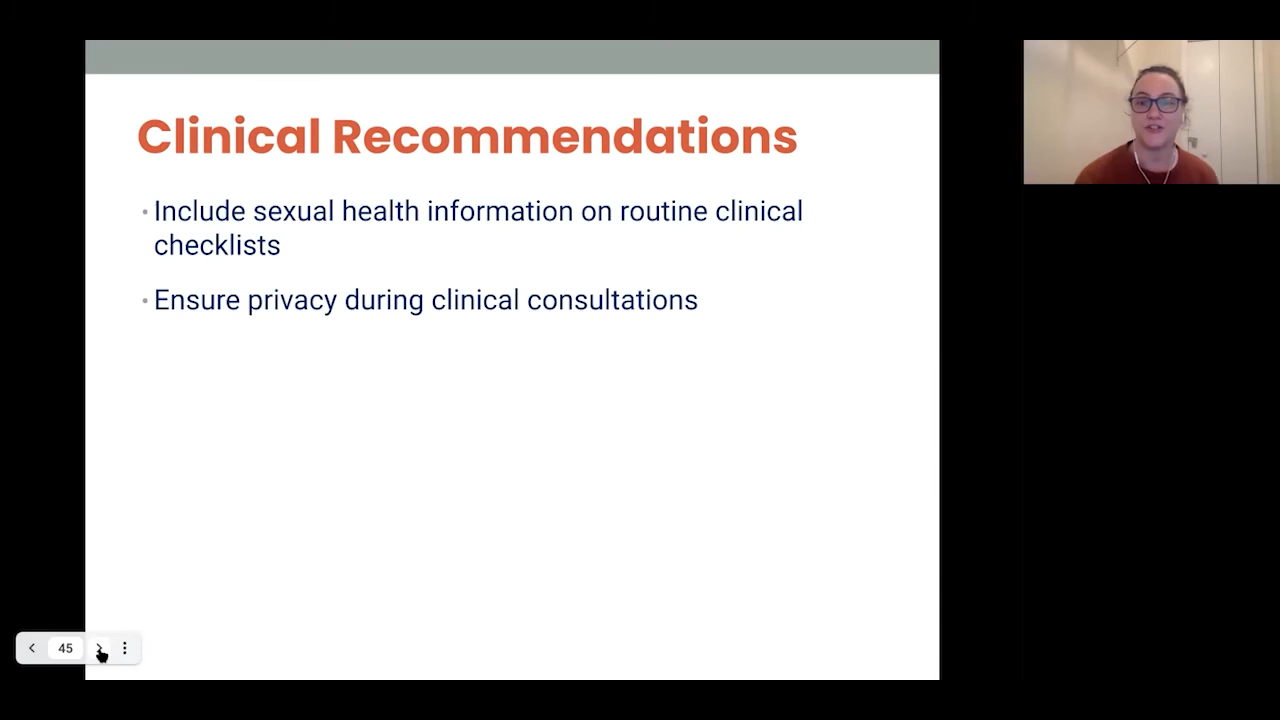 Clinical Recommendations
• Include sexual health information on routine clinical
checklists
• Ensure privacy during clinical consultations
45